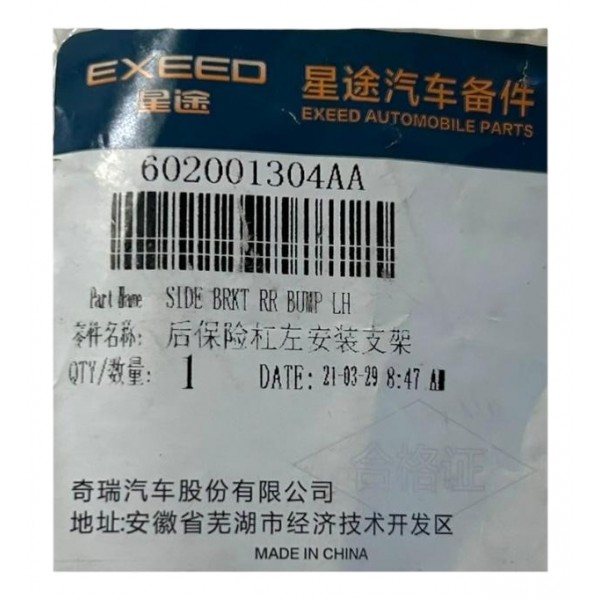 EXEED
星途
星途汽车备件
EXEED AUTOMOBILE PARTS
602001304AA
Part Name SIDE BRKT RR BUMP LH
零件名称: 后保险杠左安装支架
QTY/数量: 1 DATE: 21-03-29 8:47 AM
合格证
奇瑞汽车股份有限公司
地址:安徽省芜湖市经济技术开发区
MADE IN CHINA